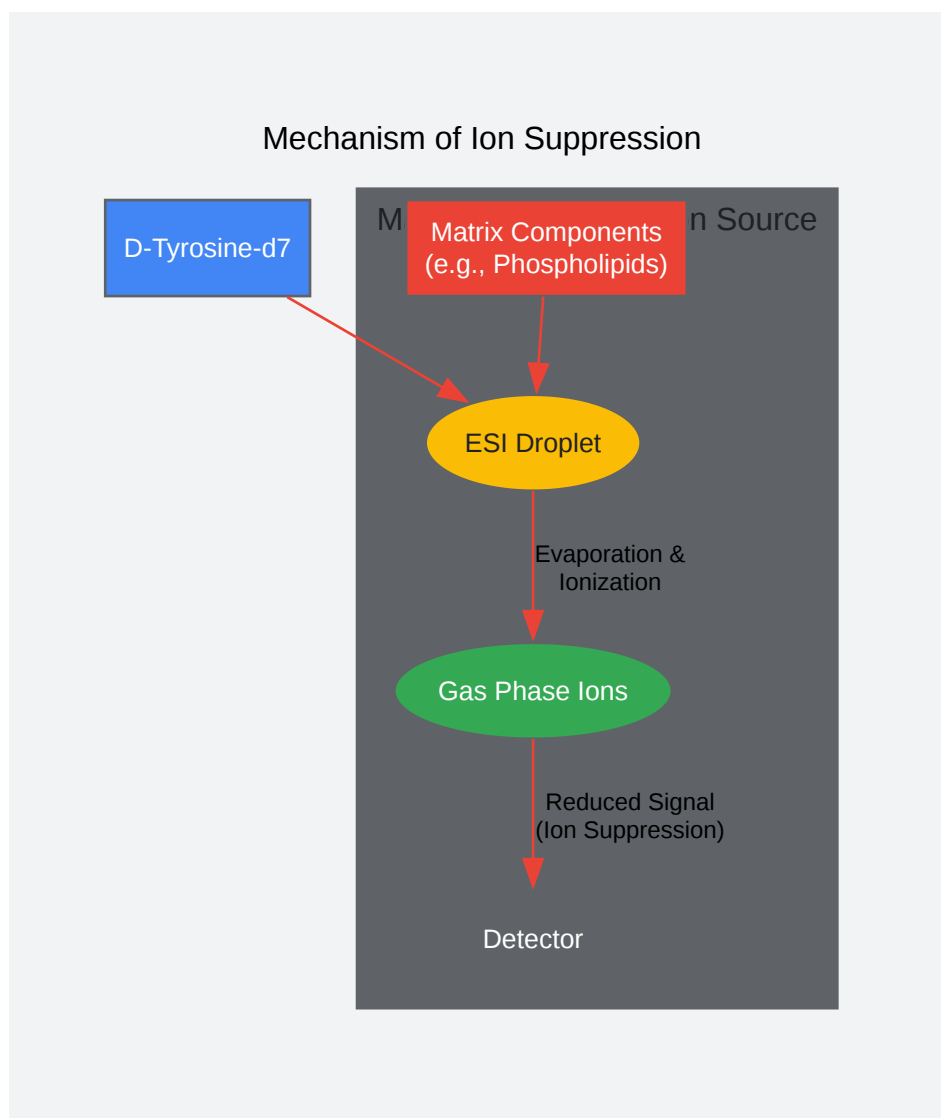 Mechanism of Ion Suppression
D-Tyrosine-d7
n Source
Matrix Components
(e.g., Phospholipids)
ESI Droplet
Evaporation &
Ionization
Gas Phase Ions
Reduced Signal
(Ion Suppression)
Detector